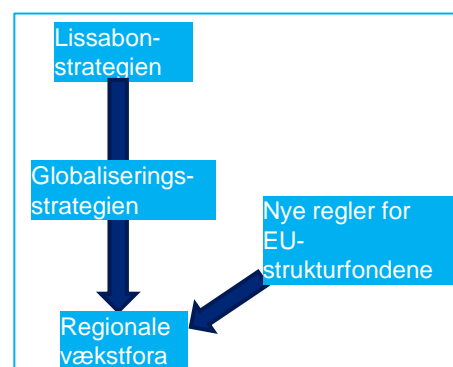 Lissabon-
strategien
Globaliserings-
strategien
Nye regler for
EU-
strukturfondene
Regionale
vækstfora